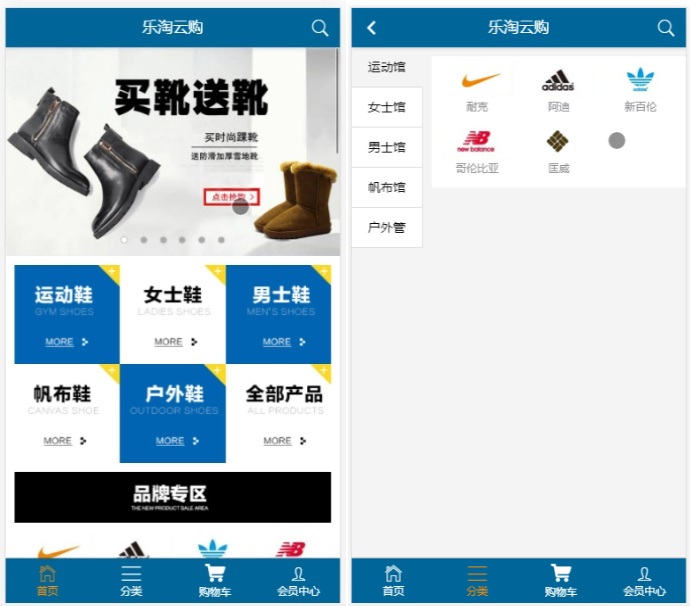 乐淘云购
买靴送靴
买时尚踝靴
送防滑加厚雪地靴
点击抢购
运动鞋
GYM SHOES
MORE
女士鞋
LADIES SHOES
MORE
男士鞋
MEN'S SHOES
MORE
帆布鞋
CANVAS SHOE
MORE
户外鞋
OUTDOOR SHOES
MORE
全部产品
ALL PRODUCTS
MORE
品牌专区
THE NEW PRODUCT SALE AREA
首页
分类
购物车
会员中心
乐淘云购
运动馆
女士馆
男士馆
帆布馆
户外管
adidas
adidas
耐克
阿迪
新百伦
new balance
哥伦比亚
匡威
首页
分类
购物车
会员中心